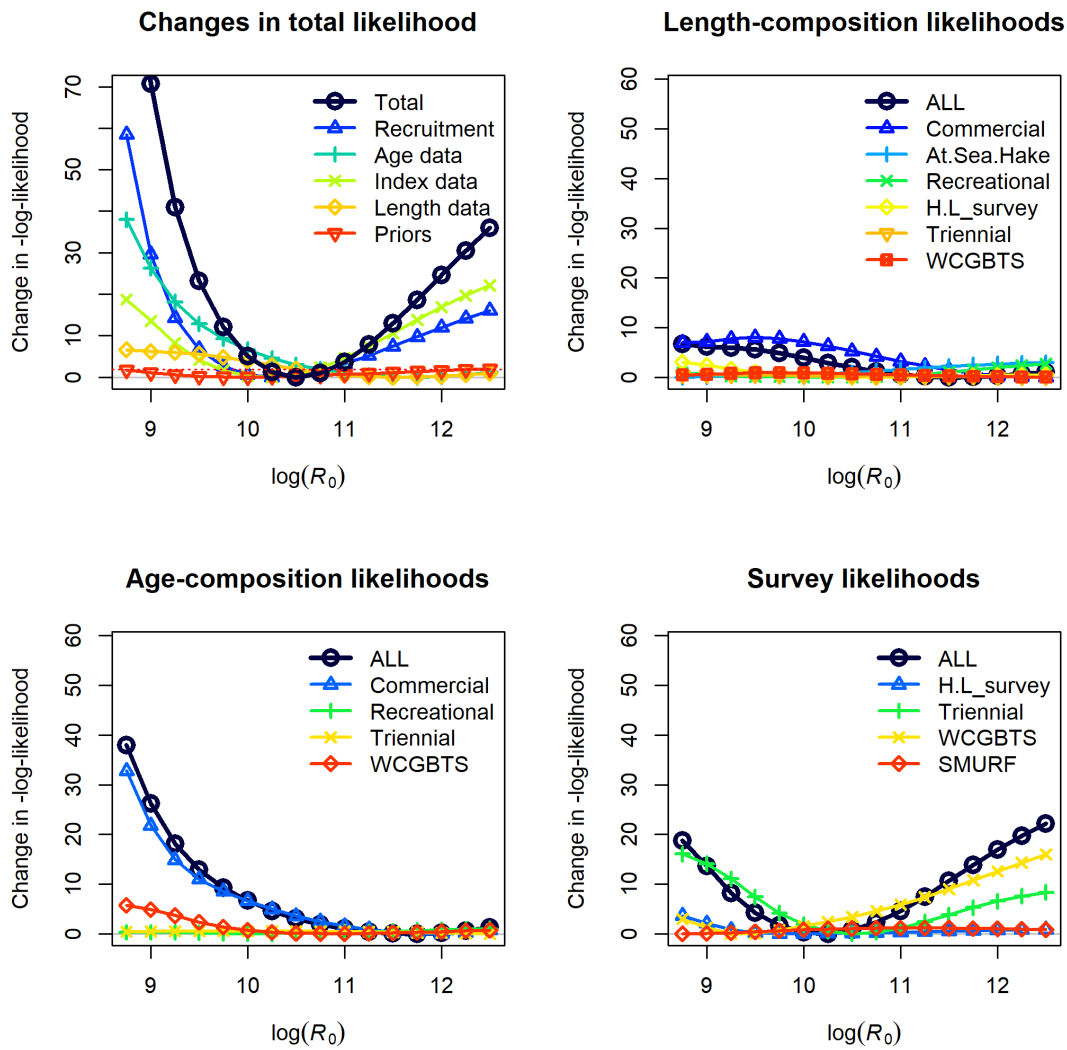 Changes in total likelihood
Change in -log-likelihood
70
50
30
10
0
Total
Recruitment
Age data
Index data
Length data
Priors
9
10
11
12
log(R₀)
Length-composition likelihoods
Change in -log-likelihood
60
50
40
30
20
10
0
ALL
Commercial
At.Sea.Hake
Recreational
H.L_survey
Triennial
WCGBTS
9
10
11
12
log(R₀)
Age-composition likelihoods
Change in -log-likelihood
60
50
40
30
20
10
0
ALL
Commercial
Recreational
Triennial
WCGBTS
9
10
11
12
log(R₀)
Survey likelihoods
Change in -log-likelihood
60
50
40
30
20
10
0
ALL
H.L_survey
Triennial
WCGBTS
SMURF
9
10
11
12
log(R₀)